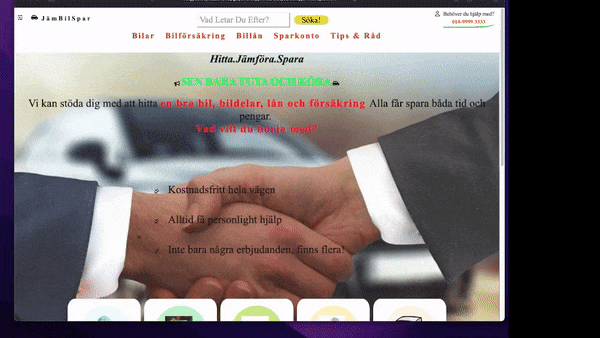 JämBilSpar
Vad Letar Du Efter?
Söka!
Behöver du hjälp med?
010-9999 3333
Bilar Bilförsäkring Billån Sparkonto Tips & Råd
Hitta.Jämföra.Spara
SEN BARA TUTA OCH KÖRA
Vi kan stöda dig med att hitta en bra bil, bildelar, lån och försäkring Alla får spara båda tid och
pengar.
Vad vill du börja med?
Kostnadsfritt hela vägen
Alltid få personlight hjälp
Inte bara några erbjudanden, finns flera!